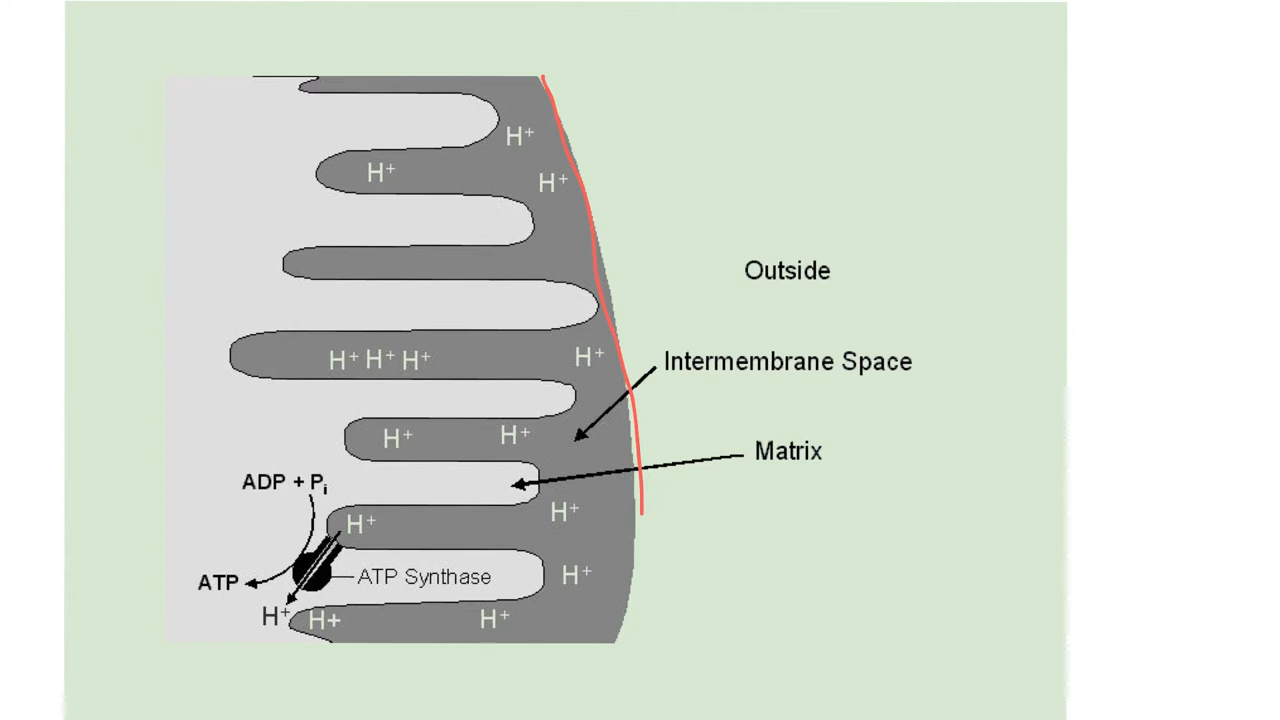 H⁺
H⁺
H⁺
Outside
H⁺ H⁺ H⁺
H⁺
Intermembrane Space
H⁺
H⁺
Matrix
ADP + Pᵢ
H⁺
H⁺
ATP
ATP Synthase
H⁺
H⁺
H+
H⁺